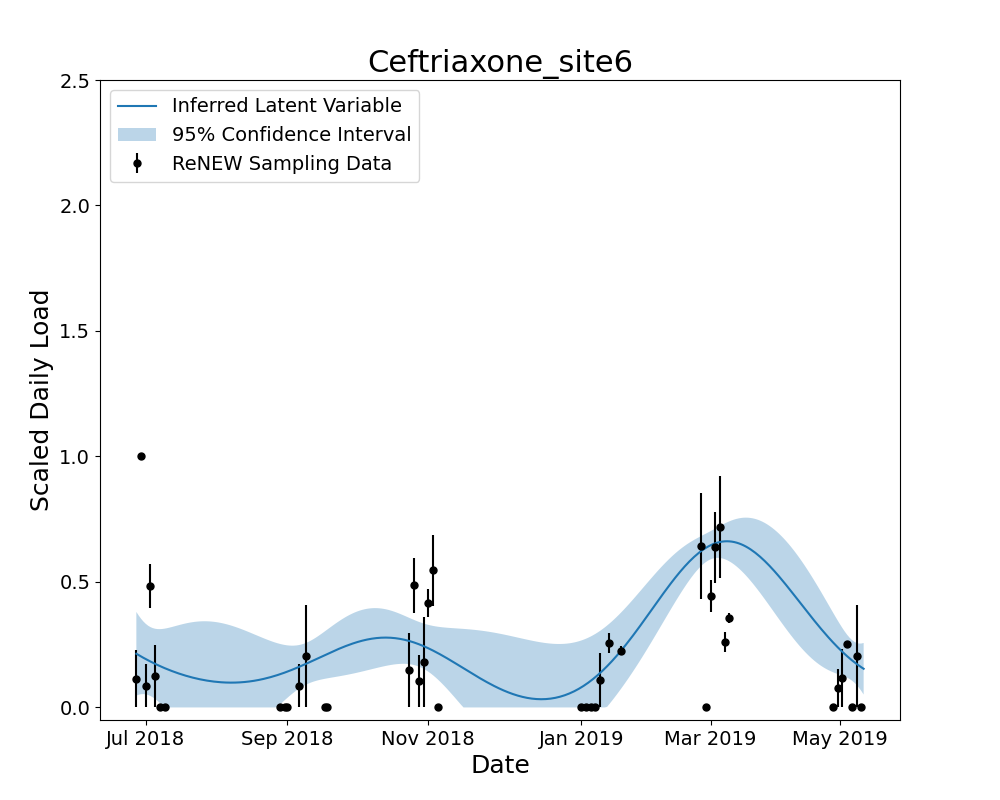 Ceftriaxone_site6
Inferred Latent Variable
95% Confidence Interval
ReNEW Sampling Data
Scaled Daily Load
2.5
2.0
1.5
1.0
0.5
0.0
Jul 2018 Sep 2018 Nov 2018 Jan 2019 Mar 2019 May 2019
Date